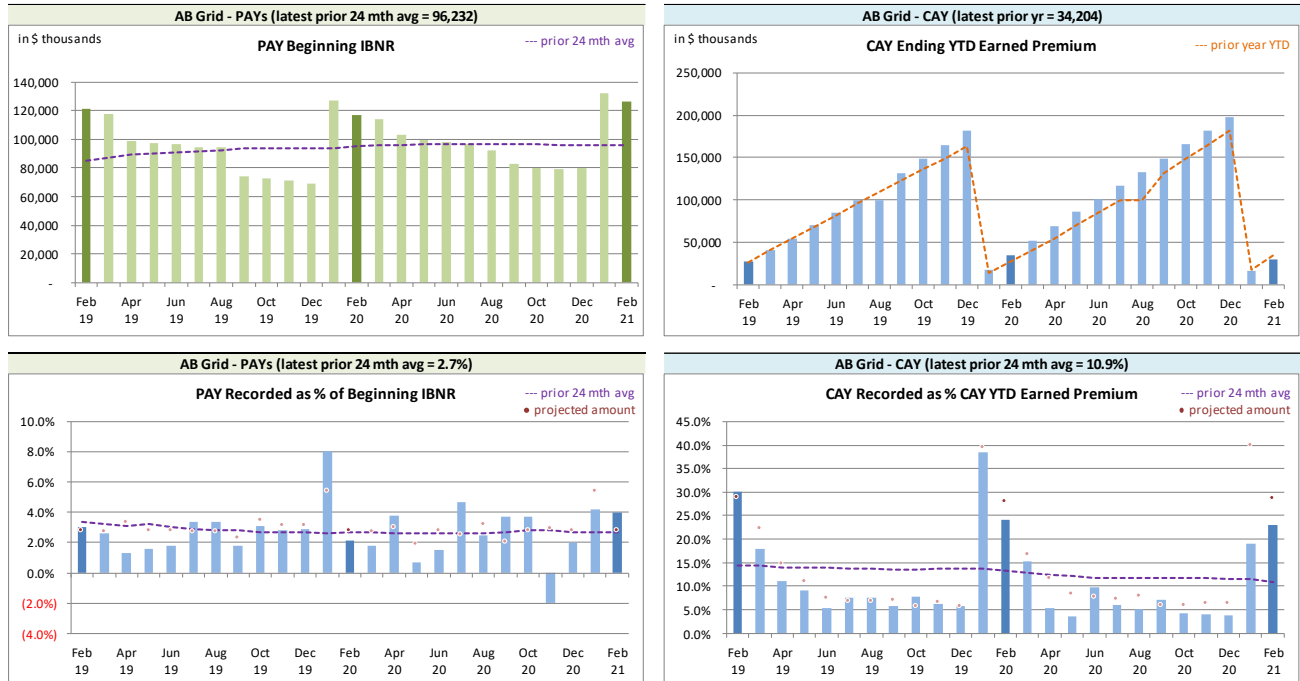 AB Grid - PAYs (latest prior 24 mth avg = 96,232)
in $ thousands
PAY Beginning IBNR
--- prior 24 mth avg
140,000
120,000
100,000
80,000
60,000
40,000
20,000
-
Feb Apr Jun Aug Oct Dec Feb Apr Jun Aug Oct Dec Feb
19 19 19 19 19 19 20 20 20 20 20 20 21
AB Grid - CAY (latest prior yr = 34,204)
in $ thousands
CAY Ending YTD Earned Premium
--- prior year YTD
250,000
200,000
150,000
100,000
50,000
-
Feb Apr Jun Aug Oct Dec Feb Apr Jun Aug Oct Dec Feb
19 19 19 19 19 19 20 20 20 20 20 20 21
AB Grid - PAYs (latest prior 24 mth avg = 2.7%)
PAY Recorded as % of Beginning IBNR
--- prior 24 mth avg
• projected amount
10.0%
8.0%
6.0%
4.0%
2.0%
0.0%
(2.0%)
(4.0%)
Feb Apr Jun Aug Oct Dec Feb Apr Jun Aug Oct Dec Feb
19 19 19 19 19 19 20 20 20 20 20 20 21
AB Grid - CAY (latest prior 24 mth avg = 10.9%)
CAY Recorded as % CAY YTD Earned Premium
--- prior 24 mth avg
• projected amount
45.0%
40.0%
35.0%
30.0%
25.0%
20.0%
15.0%
10.0%
5.0%
0.0%
Feb Apr Jun Aug Oct Dec Feb Apr Jun Aug Oct Dec Feb
19 19 19 19 19 19 20 20 20 20 20 20 21